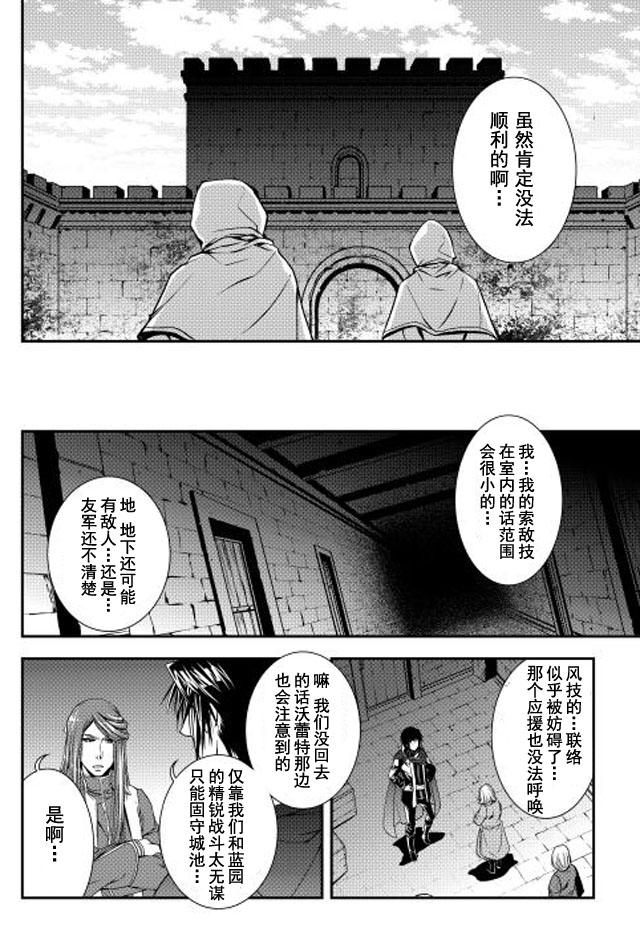 虽然肯定没法
顺利的啊…
我…我的索敌技
在室内的话范围
会很小的…
地 地下还可能
有敌人…还是…
友军还不清楚
风技的…联络
似乎被妨碍了…
那个应援也没法呼唤
嘛 我们没回去
的话沃蕾特那边
也会注意到的
仅靠我们和蓝园
的精锐战斗太无谋
只能固守城池…
是啊…